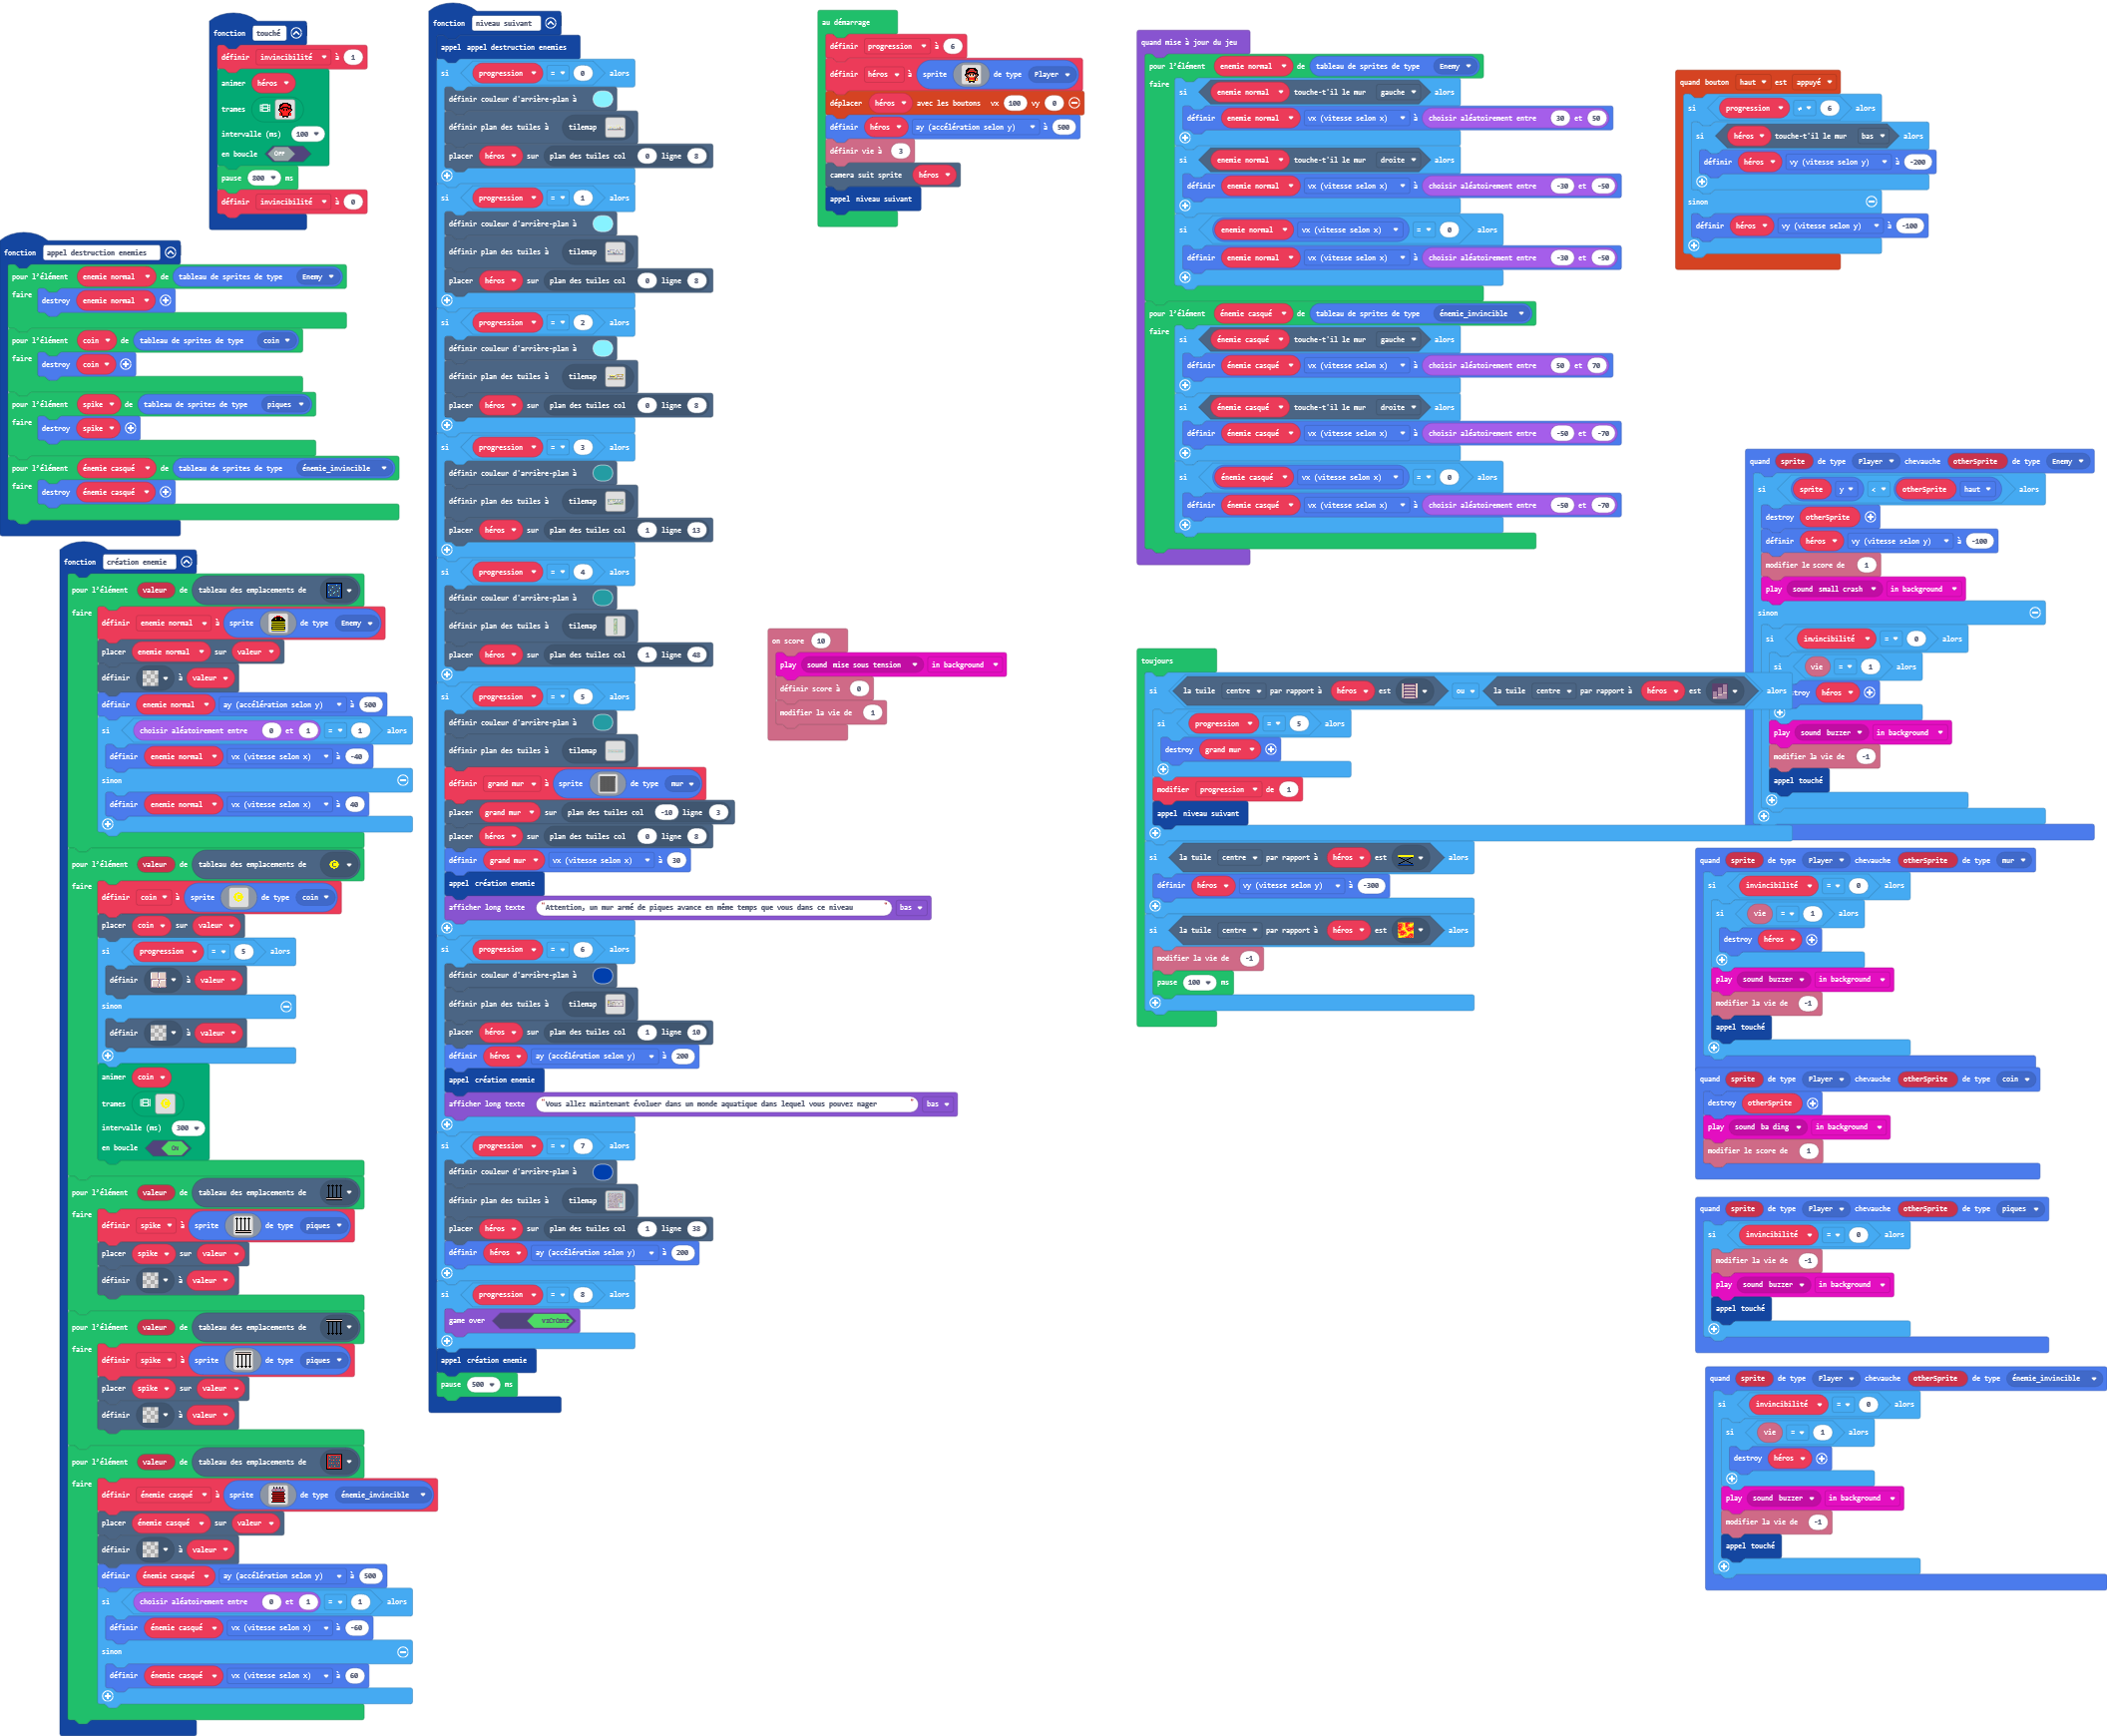 fonction touché
définir invincibilité à 1
animer héros
trames
intervalle (ms) 100
en boucle OFF
pause 800 ms
définir invincibilité à 0
fonction appel destruction enemies
pour l'élément enemie normal de tableau de sprites de type Enemy
faire destroy enemie normal
pour l'élément coin de tableau de sprites de type coin
faire destroy coin
pour l'élément spike de tableau de sprites de type piques
faire destroy spike
pour l'élément énemie casqué de tableau de sprites de type énemie_invincible
faire destroy énemie casqué
fonction création enemie
pour l'élément valeur de tableau des emplacements de
faire définir enemie normal à sprite de type Enemy
placer enemie normal sur valeur
définir à valeur
définir enemie normal ay (accélération selon y) à 500
si choisir aléatoirement entre 0 et 1 = 1 alors
définir enemie normal vx (vitesse selon x) à -40
sinon
définir enemie normal vx (vitesse selon x) à 40
pour l'élément valeur de tableau des emplacements de
faire définir coin à sprite de type coin
placer coin sur valeur
si progression = 5 alors
définir à valeur
sinon
définir à valeur
animer coin
trames
intervalle (ms) 300
en boucle ON
pour l'élément valeur de tableau des emplacements de
faire définir spike à sprite de type piques
placer spike sur valeur
définir à valeur
pour l'élément valeur de tableau des emplacements de
faire définir spike à sprite de type piques
placer spike sur valeur
définir à valeur
pour l'élément valeur de tableau des emplacements de
faire définir énemie casqué à sprite de type énemie_invincible
placer énemie casqué sur valeur
définir à valeur
définir énemie casqué ay (accélération selon y) à 500
si choisir aléatoirement entre 0 et 1 = 1 alors
définir énemie casqué vx (vitesse selon x) à -60
sinon
définir énemie casqué vx (vitesse selon x) à 60
fonction niveau suivant
appel appel destruction enemies
si progression = 0 alors
définir couleur d'arrière-plan à
définir plan des tuiles à tilemap
placer héros sur plan des tuiles col 0 ligne 8
si progression = 1 alors
définir couleur d'arrière-plan à
définir plan des tuiles à tilemap
placer héros sur plan des tuiles col 0 ligne 8
si progression = 2 alors
définir couleur d'arrière-plan à
définir plan des tuiles à tilemap
placer héros sur plan des tuiles col 0 ligne 8
si progression = 3 alors
définir couleur d'arrière-plan à
définir plan des tuiles à tilemap
placer héros sur plan des tuiles col 1 ligne 13
si progression = 4 alors
définir couleur d'arrière-plan à
définir plan des tuiles à tilemap
placer héros sur plan des tuiles col 1 ligne 48
si progression = 5 alors
définir couleur d'arrière-plan à
définir plan des tuiles à tilemap
définir grand mur à sprite de type mur
placer grand mur sur plan des tuiles col -10 ligne 3
placer héros sur plan des tuiles col 0 ligne 8
définir grand mur vx (vitesse selon x) à 30
appel création enemie
afficher long texte "Attention, un mur armé de piques avance en même temps que vous dans ce niveau" bas
si progression = 6 alors
définir couleur d'arrière-plan à
définir plan des tuiles à tilemap
placer héros sur plan des tuiles col 1 ligne 10
définir héros ay (accélération selon y) à 200
appel création enemie
afficher long texte "Vous allez maintenant évoluer dans un monde aquatique dans lequel vous pouvez nager" bas
si progression = 7 alors
définir couleur d'arrière-plan à
définir plan des tuiles à tilemap
placer héros sur plan des tuiles col 1 ligne 38
définir héros ay (accélération selon y) à 200
si progression = 8 alors
game over VICTOIRE
appel création enemie
pause 500 ms
au démarrage
définir progression à 6
définir héros à sprite de type Player
déplacer héros avec les boutons vx 100 vy 0
définir héros ay (accélération selon y) à 500
définir vie à 3
camera suit sprite héros
appel niveau suivant
on score 10
play sound mise sous tension in background
définir score à 0
modifier la vie de 1
quand mise à jour du jeu
pour l'élément enemie normal de tableau de sprites de type Enemy
faire si enemie normal touche-t'il le mur gauche alors
définir enemie normal vx (vitesse selon x) à choisir aléatoirement entre 30 et 50
si enemie normal touche-t'il le mur droite alors
définir enemie normal vx (vitesse selon x) à choisir aléatoirement entre -30 et -50
si enemie normal vx (vitesse selon x) = 0 alors
définir enemie normal vx (vitesse selon x) à choisir aléatoirement entre -30 et -50
pour l'élément énemie casqué de tableau de sprites de type énemie_invincible
faire si énemie casqué touche-t'il le mur gauche alors
définir énemie casqué vx (vitesse selon x) à choisir aléatoirement entre 50 et 70
si énemie casqué touche-t'il le mur droite alors
définir énemie casqué vx (vitesse selon x) à choisir aléatoirement entre -50 et -70
si énemie casqué vx (vitesse selon x) = 0 alors
définir énemie casqué vx (vitesse selon x) à choisir aléatoirement entre -50 et -70
toujours
si la tuile centre par rapport à héros est ou la tuile centre par rapport à héros est alors
si progression = 5 alors
destroy grand mur
modifier progression de 1
appel niveau suivant
si la tuile centre par rapport à héros est alors
définir héros vy (vitesse selon y) à -300
si la tuile centre par rapport à héros est alors
modifier la vie de -1
pause 100 ms
quand bouton haut est appuyé
si progression ≠ 6 alors
si héros touche-t'il le mur bas alors
définir héros vy (vitesse selon y) à -200
sinon
définir héros vy (vitesse selon y) à -100
quand sprite de type Player chevauche otherSprite de type Enemy
si sprite y < otherSprite haut alors
destroy otherSprite
définir héros vy (vitesse selon y) à -100
modifier le score de 1
play sound small crash in background
sinon
si invincibilité = 0 alors
si vie = 1 alors
troy héros
play sound buzzer in background
modifier la vie de -1
appel touché
quand sprite de type Player chevauche otherSprite de type mur
si invincibilité = 0 alors
si vie = 1 alors
destroy héros
play sound buzzer in background
modifier la vie de -1
appel touché
quand sprite de type Player chevauche otherSprite de type coin
destroy otherSprite
play sound ba ding in background
modifier le score de 1
quand sprite de type Player chevauche otherSprite de type piques
si invincibilité = 0 alors
modifier la vie de -1
play sound buzzer in background
appel touché
quand sprite de type Player chevauche otherSprite de type énemie_invincible
si invincibilité = 0 alors
si vie = 1 alors
destroy héros
play sound buzzer in background
modifier la vie de -1
appel touché